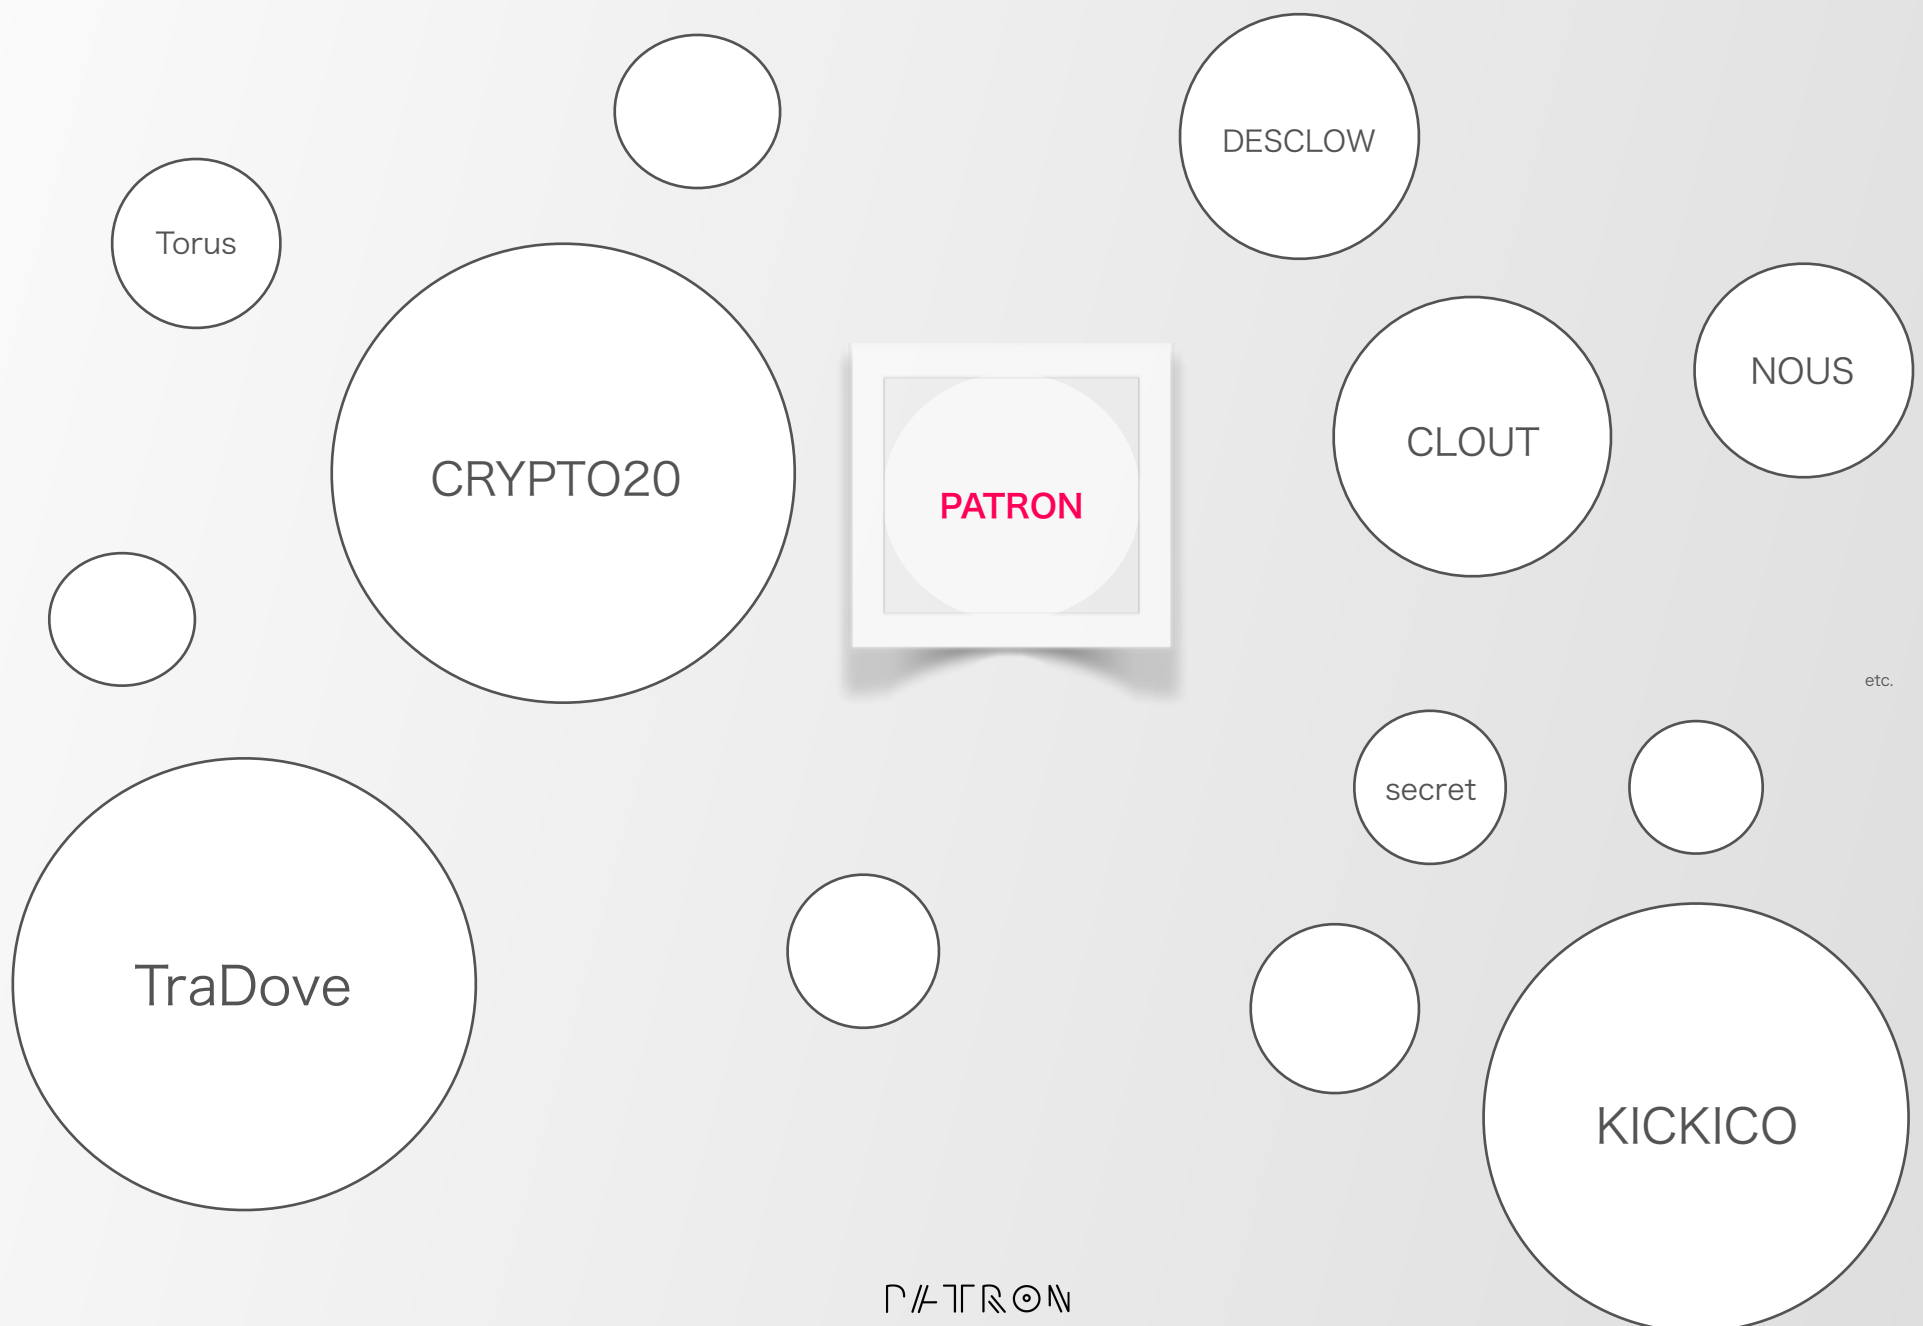 DESCLOW
Torus
NOUS
CLOUT
CRYPTO20
PATRON
etc.
secret
TraDove
KICKICO
PATRON